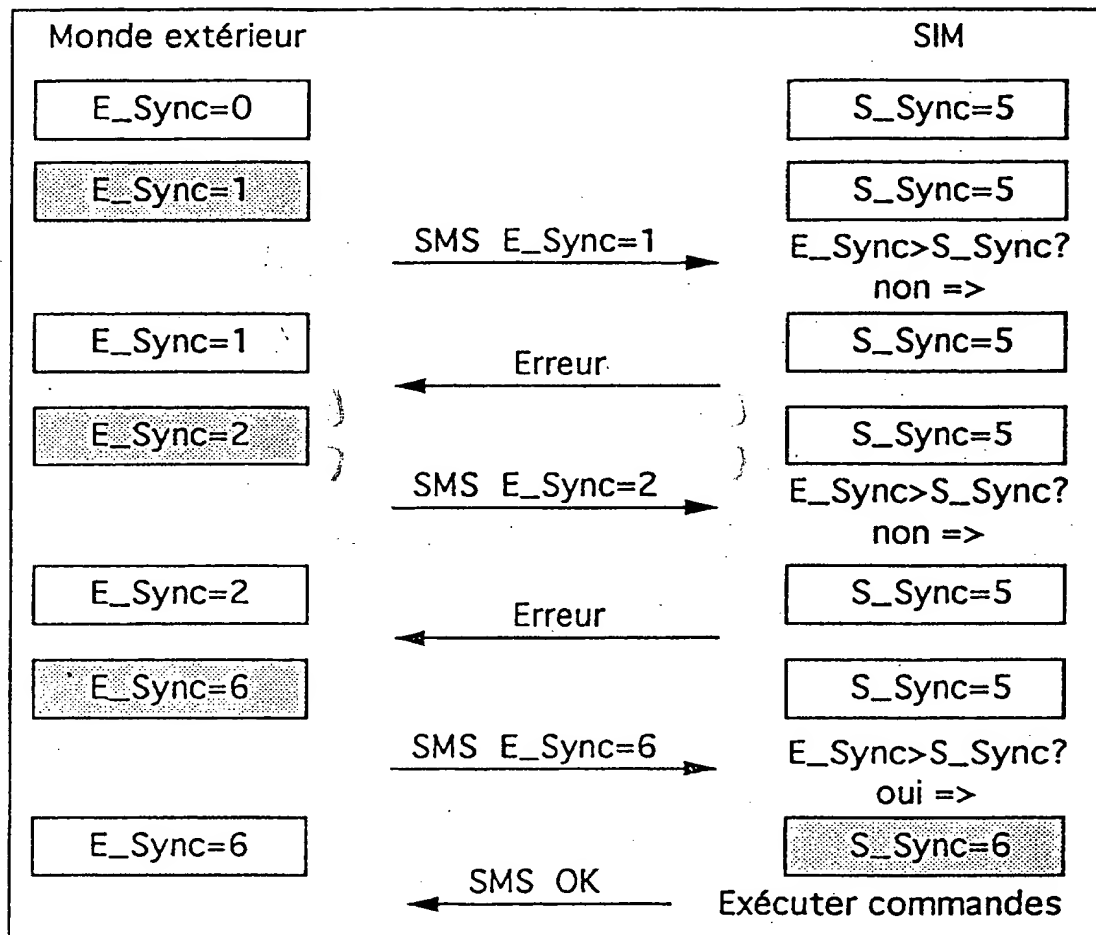 Monde extérieur SIM
E_Sync=0 S_Sync=5
E_Sync=1 S_Sync=5
SMS E_Sync=1 E_Sync>S_Sync?
non =>
E_Sync=1 S_Sync=5
Erreur
E_Sync=2 S_Sync=5
SMS E_Sync=2 E_Sync>S_Sync?
non =>
E_Sync=2 S_Sync=5
Erreur
E_Sync=6 S_Sync=5
SMS E_Sync=6 E_Sync>S_Sync?
oui =>
E_Sync=6 S_Sync=6
SMS OK Exécuter commandes